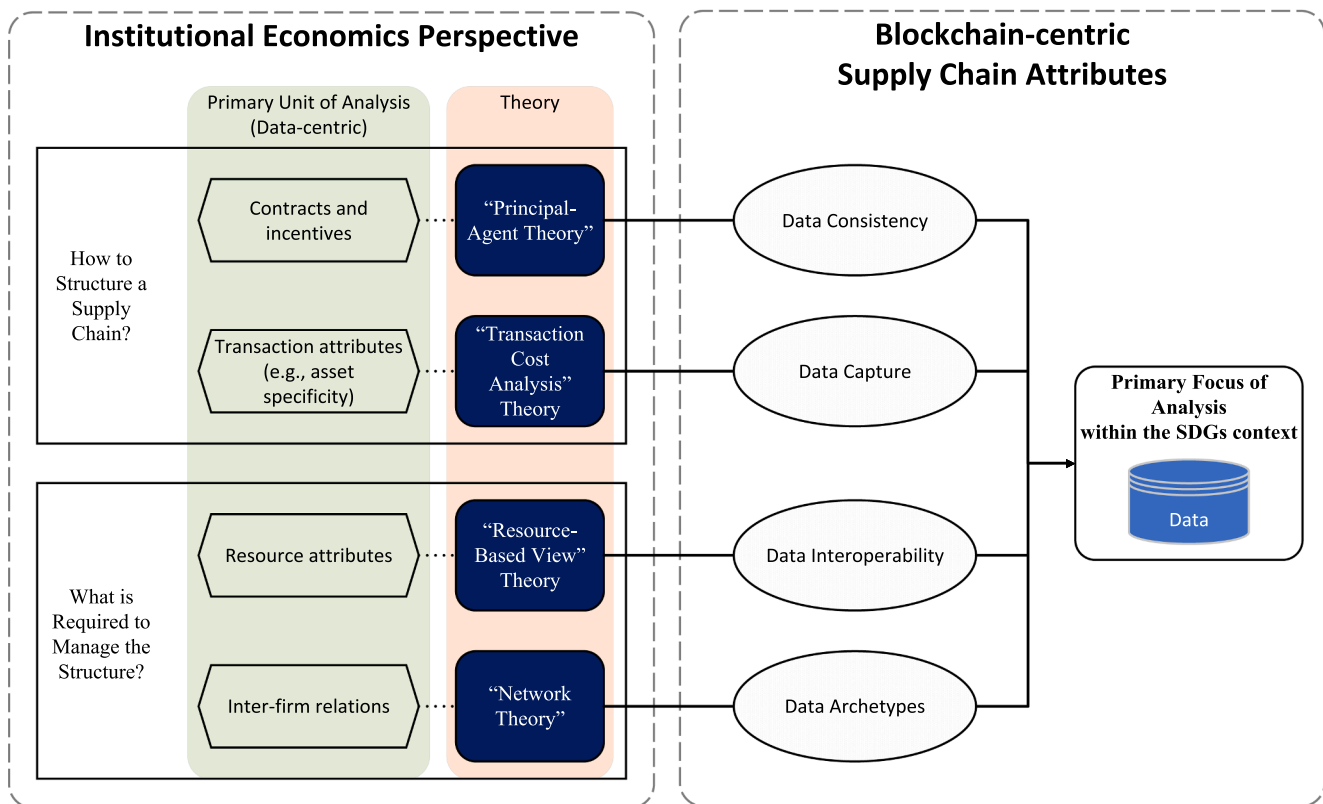 Institutional Economics Perspective
Primary Unit of Analysis
(Data-centric)
Theory
How to
Structure a
Supply
Chain?
Contracts and
incentives
“Principal-
Agent Theory”
Transaction attributes
(e.g., asset
specificity)
“Transaction
Cost
Analysis”
Theory
What is
Required to
Manage the
Structure?
Resource attributes
“Resource-
Based View”
Theory
Inter-firm relations
“Network
Theory”
Blockchain-centric
Supply Chain Attributes
Data Consistency
Data Capture
Data Interoperability
Data Archetypes
Primary Focus of
Analysis
within the SDGs context
Data